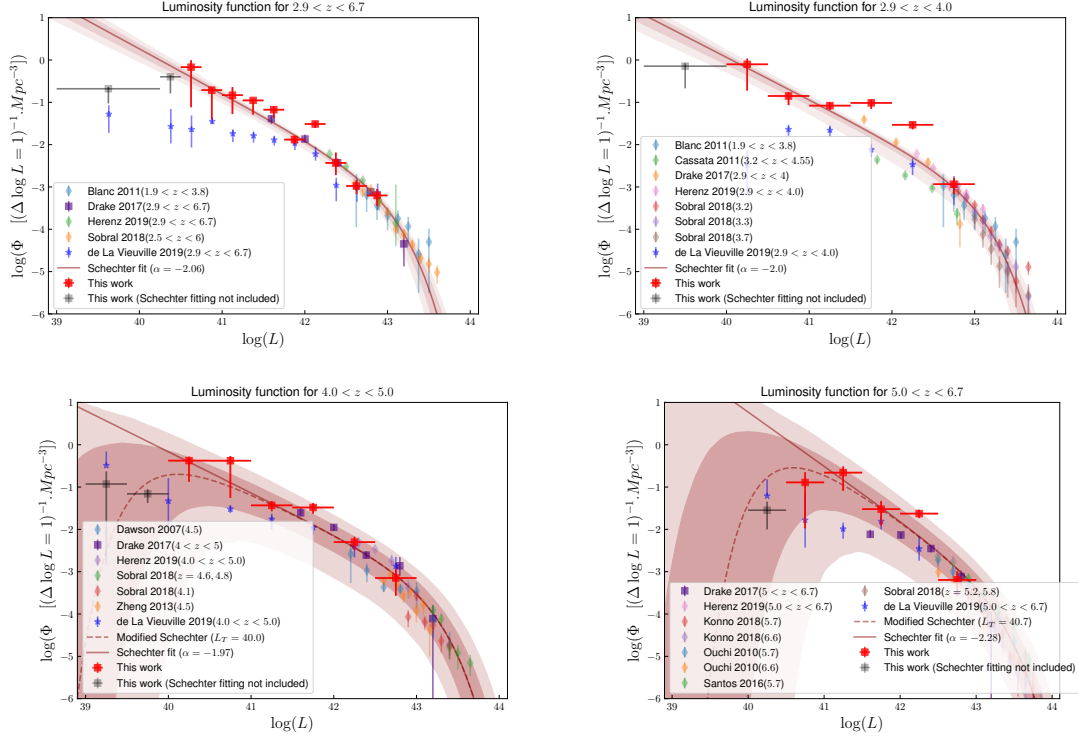 Luminosity function for 2.9 < z < 6.7
log(Φ [(Δ log L = 1)⁻¹.Mpc⁻³])
1
0
−1
−2
−3
−4
−5
−6
Blanc 2011(1.9 < z < 3.8)
Drake 2017(2.9 < z < 6.7)
Herenz 2019(2.9 < z < 6.7)
Sobral 2018(2.5 < z < 6)
de La Vieuville 2019(2.9 < z < 6.7)
Schechter fit (α = −2.06)
This work
This work (Schechter fitting not included)
39 40 41 42 43 44
log(L)
Luminosity function for 2.9 < z < 4.0
log(Φ [(Δ log L = 1)⁻¹.Mpc⁻³])
1
0
−1
−2
−3
−4
−5
−6
Blanc 2011(1.9 < z < 3.8)
Cassata 2011(3.2 < z < 4.55)
Drake 2017(2.9 < z < 4)
Herenz 2019(2.9 < z < 4.0)
Sobral 2018(3.2)
Sobral 2018(3.3)
Sobral 2018(3.7)
de La Vieuville 2019(2.9 < z < 4.0)
Schechter fit (α = −2.0)
This work
This work (Schechter fitting not included)
39 40 41 42 43 44
log(L)
Luminosity function for 4.0 < z < 5.0
log(Φ [(Δ log L = 1)⁻¹.Mpc⁻³])
1
0
−1
−2
−3
−4
−5
−6
Dawson 2007(4.5)
Drake 2017(4 < z < 5)
Herenz 2019(4.0 < z < 5.0)
Sobral 2018(z = 4.6, 4.8)
Sobral 2018(4.1)
Zheng 2013(4.5)
de La Vieuville 2019(4.0 < z < 5.0)
Modified Schechter (L_T = 40.0)
Schechter fit (α = −1.97)
This work
This work (Schechter fitting not included)
39 40 41 42 43 44
log(L)
Luminosity function for 5.0 < z < 6.7
log(Φ [(Δ log L = 1)⁻¹.Mpc⁻³])
1
0
−1
−2
−3
−4
−5
−6
Drake 2017(5 < z < 6.7)
Herenz 2019(5.0 < z < 6.7)
Konno 2018(5.7)
Konno 2018(6.6)
Ouchi 2010(5.7)
Ouchi 2010(6.6)
Santos 2016(5.7)
Sobral 2018(z = 5.2, 5.8)
de La Vieuville 2019(5.0 < z < 6.7)
Modified Schechter (L_T = 40.7)
Schechter fit (α = −2.28)
This work
This work (Schechter fitting not included)
39 40 41 42 43 44
log(L)